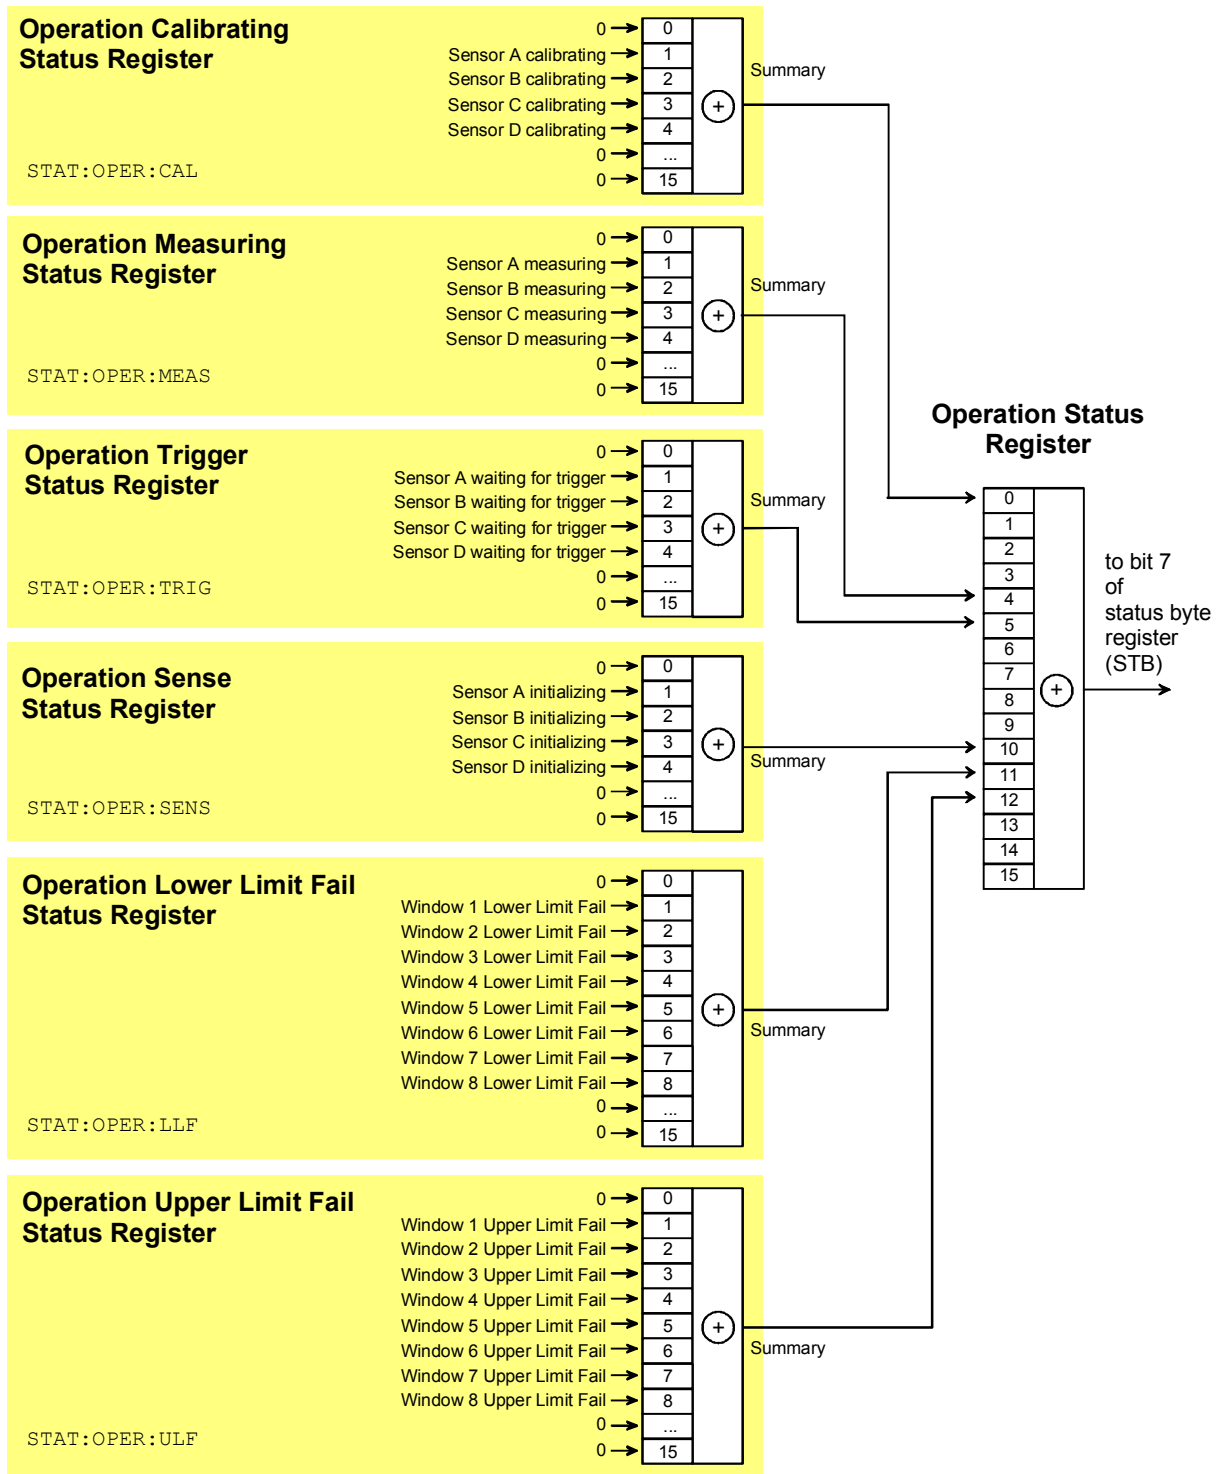 Operation Calibrating
Status Register
STAT:OPER:CAL
0 0
Sensor A calibrating 1
Sensor B calibrating 2
Sensor C calibrating 3
Sensor D calibrating 4
0 ...
0 15
+
Summary
Operation Measuring
Status Register
STAT:OPER:MEAS
0 0
Sensor A measuring 1
Sensor B measuring 2
Sensor C measuring 3
Sensor D measuring 4
0 ...
0 15
+
Summary
Operation Trigger
Status Register
STAT:OPER:TRIG
0 0
Sensor A waiting for trigger 1
Sensor B waiting for trigger 2
Sensor C waiting for trigger 3
Sensor D waiting for trigger 4
0 ...
0 15
+
Summary
Operation Sense
Status Register
STAT:OPER:SENS
0 0
Sensor A initializing 1
Sensor B initializing 2
Sensor C initializing 3
Sensor D initializing 4
0 ...
0 15
+
Summary
Operation Lower Limit Fail
Status Register
STAT:OPER:LLF
0 0
Window 1 Lower Limit Fail 1
Window 2 Lower Limit Fail 2
Window 3 Lower Limit Fail 3
Window 4 Lower Limit Fail 4
Window 5 Lower Limit Fail 5
Window 6 Lower Limit Fail 6
Window 7 Lower Limit Fail 7
Window 8 Lower Limit Fail 8
0 ...
0 15
+
Summary
Operation Upper Limit Fail
Status Register
STAT:OPER:ULF
0 0
Window 1 Upper Limit Fail 1
Window 2 Upper Limit Fail 2
Window 3 Upper Limit Fail 3
Window 4 Upper Limit Fail 4
Window 5 Upper Limit Fail 5
Window 6 Upper Limit Fail 6
Window 7 Upper Limit Fail 7
Window 8 Upper Limit Fail 8
0 ...
0 15
+
Summary
Operation Status
Register
0
1
2
3
4
5
6
7
8
9
10
11
12
13
14
15
+
to bit 7
of
status byte
register
(STB)